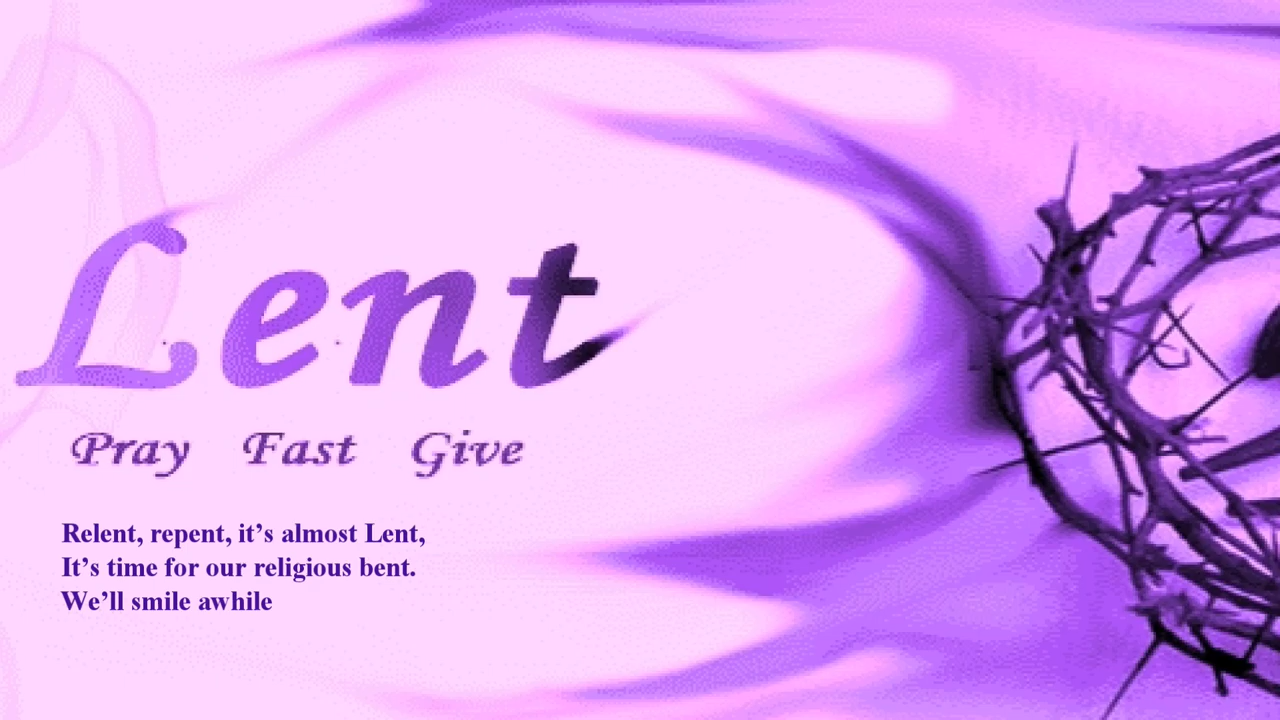 Lent
Pray Fast Give
Relent, repent, it’s almost Lent,
It’s time for our religious bent.
We’ll smile awhile